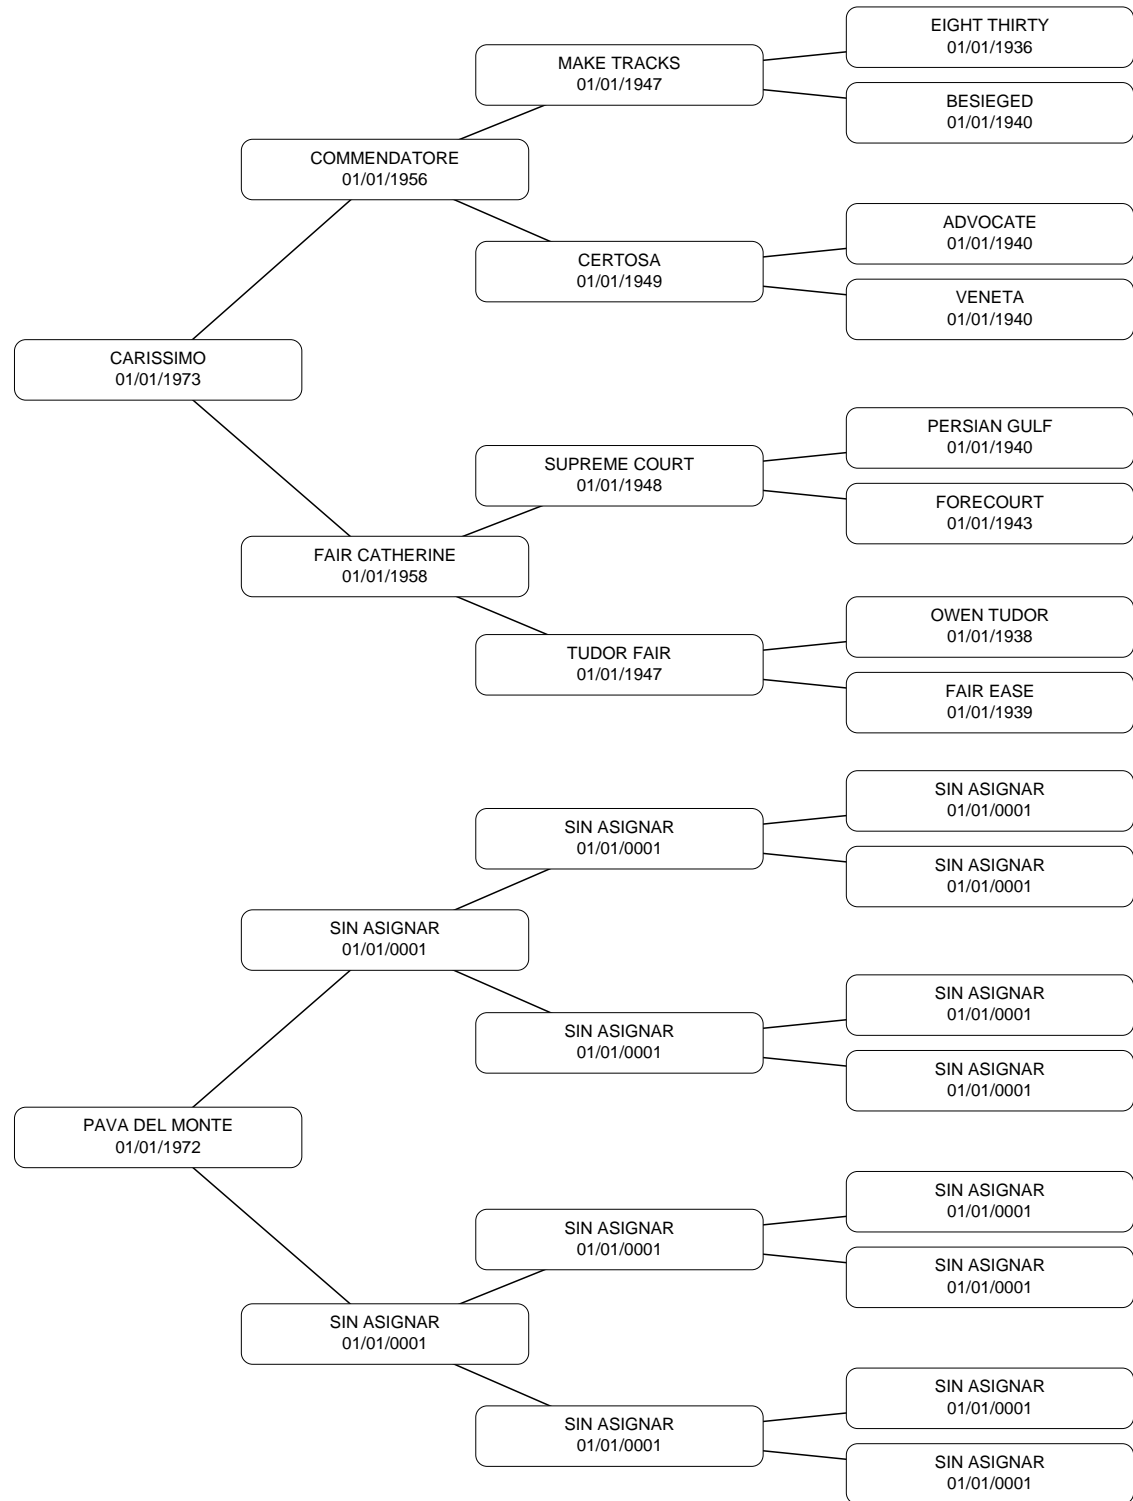 EIGHT THIRTY
01/01/1936
MAKE TRACKS
01/01/1947
BESIEGED
01/01/1940
COMMENDATORE
01/01/1956
ADVOCATE
01/01/1940
CERTOSA
01/01/1949
VENETA
01/01/1940
CARISSIMO
01/01/1973
PERSIAN GULF
01/01/1940
SUPREME COURT
01/01/1948
FORECOURT
01/01/1943
FAIR CATHERINE
01/01/1958
OWEN TUDOR
01/01/1938
TUDOR FAIR
01/01/1947
FAIR EASE
01/01/1939
SIN ASIGNAR
01/01/0001
SIN ASIGNAR
01/01/0001
SIN ASIGNAR
01/01/0001
SIN ASIGNAR
01/01/0001
SIN ASIGNAR
01/01/0001
SIN ASIGNAR
01/01/0001
SIN ASIGNAR
01/01/0001
PAVA DEL MONTE
01/01/1972
SIN ASIGNAR
01/01/0001
SIN ASIGNAR
01/01/0001
SIN ASIGNAR
01/01/0001
SIN ASIGNAR
01/01/0001
SIN ASIGNAR
01/01/0001
SIN ASIGNAR
01/01/0001
SIN ASIGNAR
01/01/0001